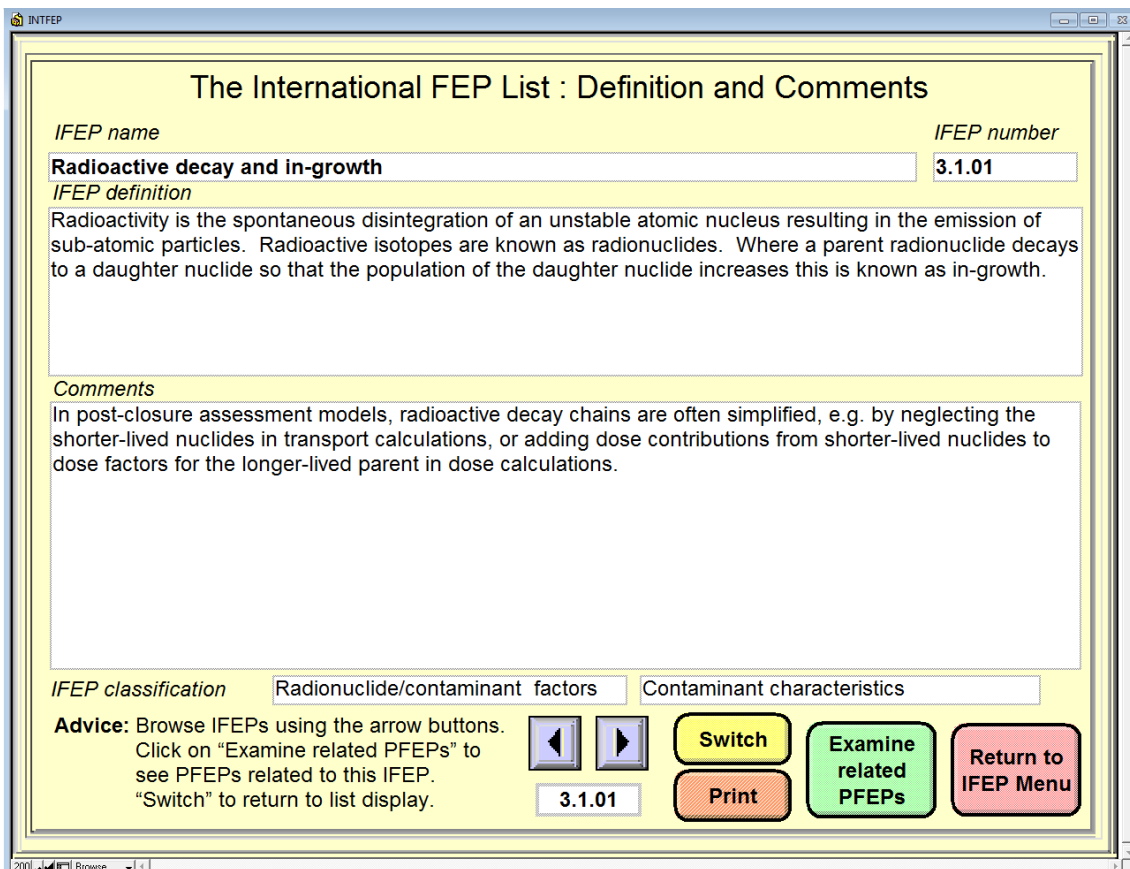 INTFEP
The International FEP List : Definition and Comments
IFEP name
IFEP number
Radioactive decay and in-growth
3.1.01
IFEP definition
Radioactivity is the spontaneous disintegration of an unstable atomic nucleus resulting in the emission of
sub-atomic particles.  Radioactive isotopes are known as radionuclides.  Where a parent radionuclide decays
to a daughter nuclide so that the population of the daughter nuclide increases this is known as in-growth.
Comments
In post-closure assessment models, radioactive decay chains are often simplified, e.g. by neglecting the
shorter-lived nuclides in transport calculations, or adding dose contributions from shorter-lived nuclides to
dose factors for the longer-lived parent in dose calculations.
IFEP classification
Radionuclide/contaminant  factors
Contaminant characteristics
Advice: Browse IFEPs using the arrow buttons.
Click on “Examine related PFEPs” to
see PFEPs related to this IFEP.
“Switch” to return to list display.
3.1.01
Switch
Print
Examine
related
PFEPs
Return to
IFEP Menu
200
Browse